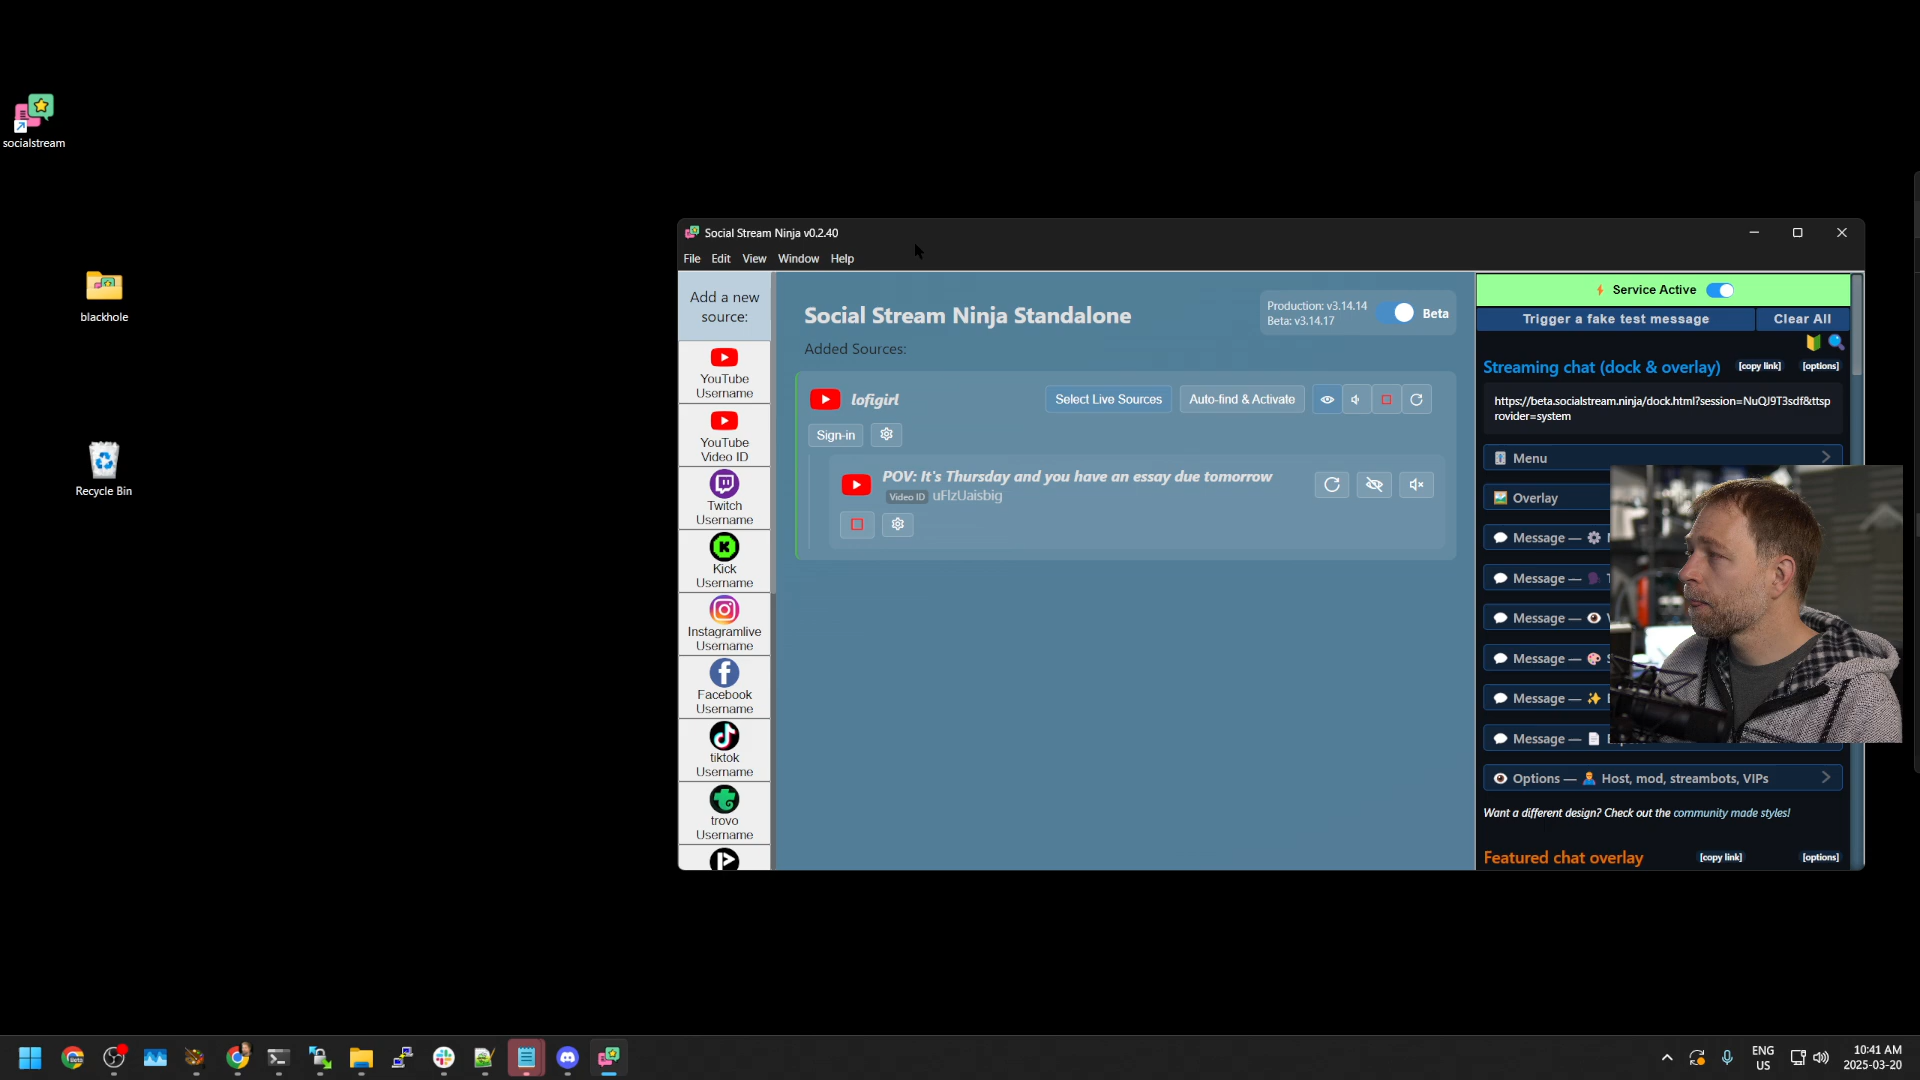 socialstream
blackhole
Recycle Bin
Social Stream Ninja v0.2.40
File Edit View Window Help
Add a new
source:
YouTube
Username
YouTube
Video ID
Twitch
Username
Kick
Username
Instagramlive
Username
Facebook
Username
tiktok
Username
trovo
Username
Social Stream Ninja Standalone
Production: v3.14.14
Beta: v3.14.17
Beta
Added Sources:
lofigirl
Select Live Sources
Auto-find & Activate
Sign-in
POV: It's Thursday and you have an essay due tomorrow
Video ID uFlzUaisbig
Service Active
Trigger a fake test message
Clear All
Streaming chat (dock & overlay) [copy link] [options]
https://beta.socialstream.ninja/dock.html?session=NuQJ9T3sdf&ttsp
rovider=system
Menu
Overlay
Message —
Message —
Message —
Message —
Message —
Message —
Options — Host, mod, streambots, VIPs
Want a different design? Check out the community made styles!
Featured chat overlay [copy link] [options]
Beta
ENG
US
10:41 AM
2025-03-20